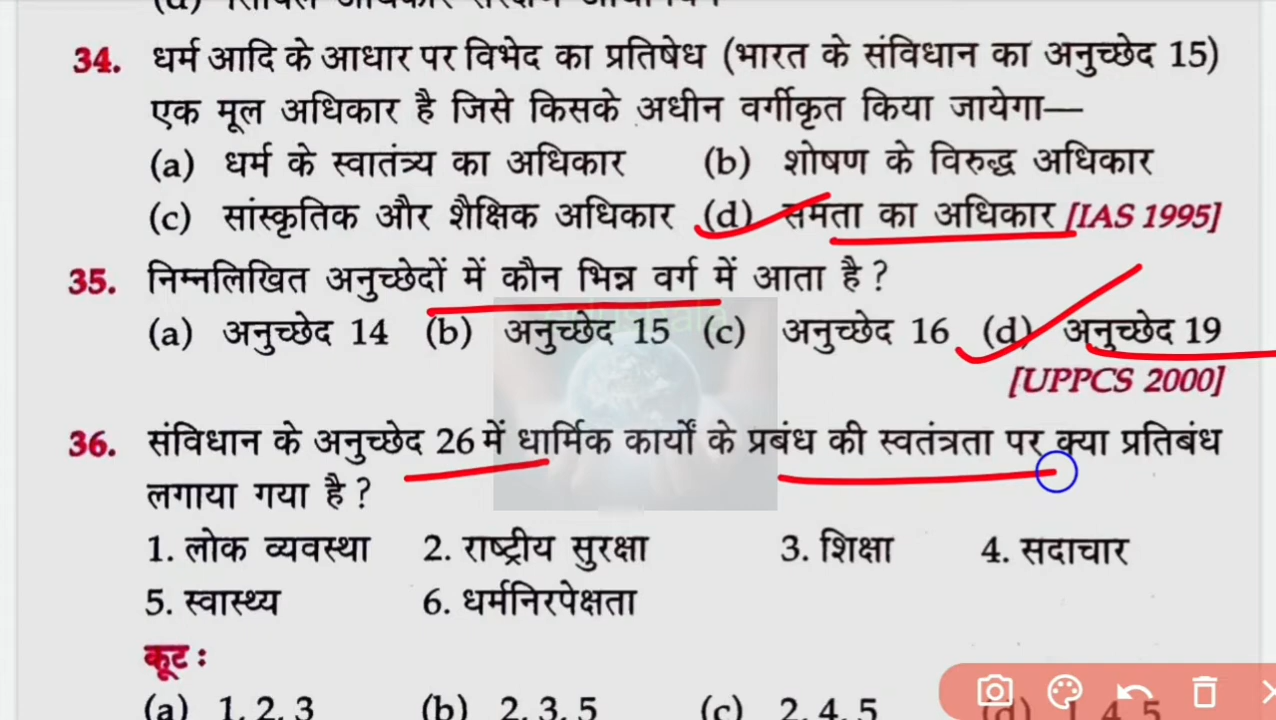 34. धर्म आदि के आधार पर विभेद का प्रतिषेध (भारत के संविधान का अनुच्छेद 15)
एक मूल अधिकार है जिसे किसके अधीन वर्गीकृत किया जायेगा—
(a) धर्म के स्वातंत्र्य का अधिकार (b) शोषण के विरुद्ध अधिकार
(c) सांस्कृतिक और शैक्षिक अधिकार (d) समता का अधिकार [IAS 1995]
35. निम्नलिखित अनुच्छेदों में कौन भिन्न वर्ग में आता है ?
(a) अनुच्छेद 14 (b) अनुच्छेद 15 (c) अनुच्छेद 16 (d) अनुच्छेद 19
[UPPCS 2000]
36. संविधान के अनुच्छेद 26 में धार्मिक कार्यों के प्रबंध की स्वतंत्रता पर क्या प्रतिबंध
लगाया गया है ?
1. लोक व्यवस्था 2. राष्ट्रीय सुरक्षा 3. शिक्षा 4. सदाचार
5. स्वास्थ्य 6. धर्मनिरपेक्षता
कूट :
(a) 1, 2, 3 (b) 2, 3, 5 (c) 2, 4, 5 (d) 1, 4, 5